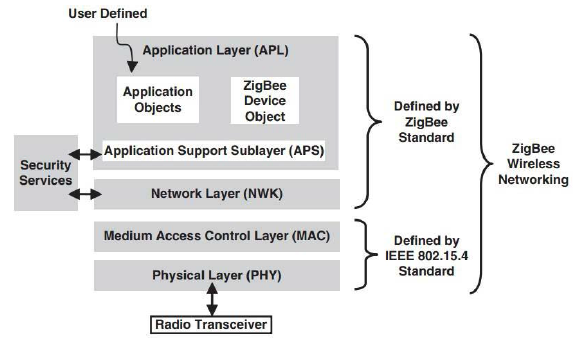 User Defined
Application Layer (APL)
Application
Objects
ZigBee
Device
Object
Application Support Sublayer (APS)
Security
Services
Network Layer (NWK)
Medium Access Control Layer (MAC)
Physical Layer (PHY)
Radio Transceiver
Defined by
ZigBee
Standard
Defined by
IEEE 802.15.4
Standard
ZigBee
Wireless
Networking